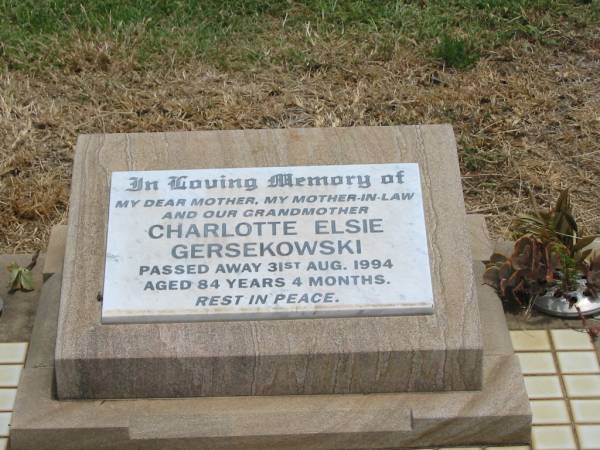 In Loving Memory of
MY DEAR MOTHER, MY MOTHER-IN-LAW
AND OUR GRANDMOTHER
CHARLOTTE ELSIE
GERSEKOWSKI
PASSED AWAY 31ST AUG. 1994
AGED 84 YEARS 4 MONTHS.
REST IN PEACE.